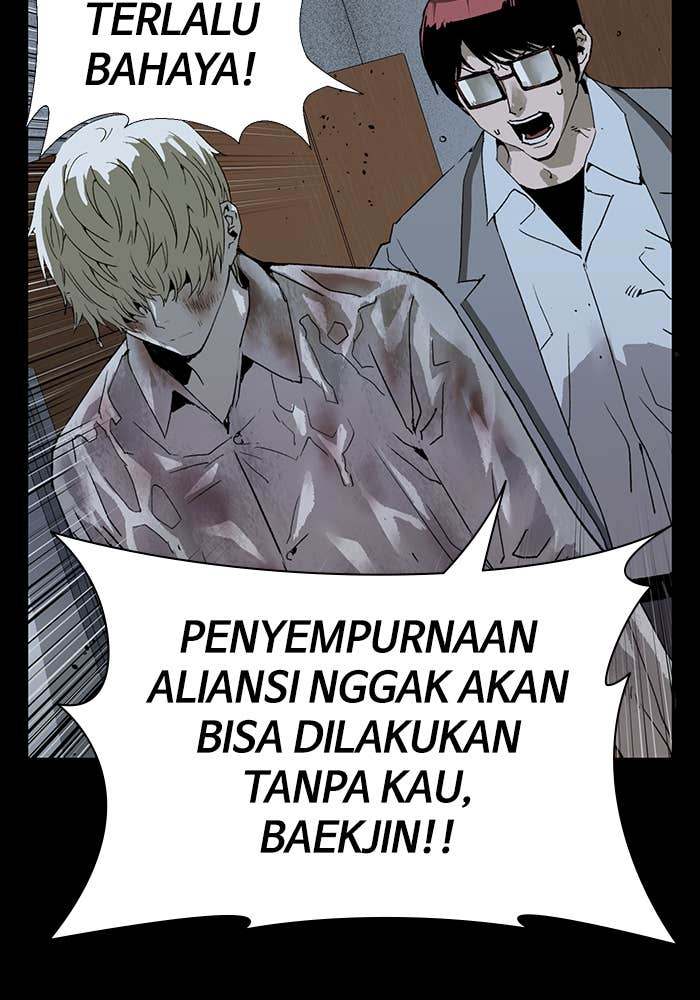 TERLALU
BAHAYA!
PENYEMPURNAAN
ALIANSI NGGAK AKAN
BISA DILAKUKAN
TANPA KAU,
BAEKJIN!!